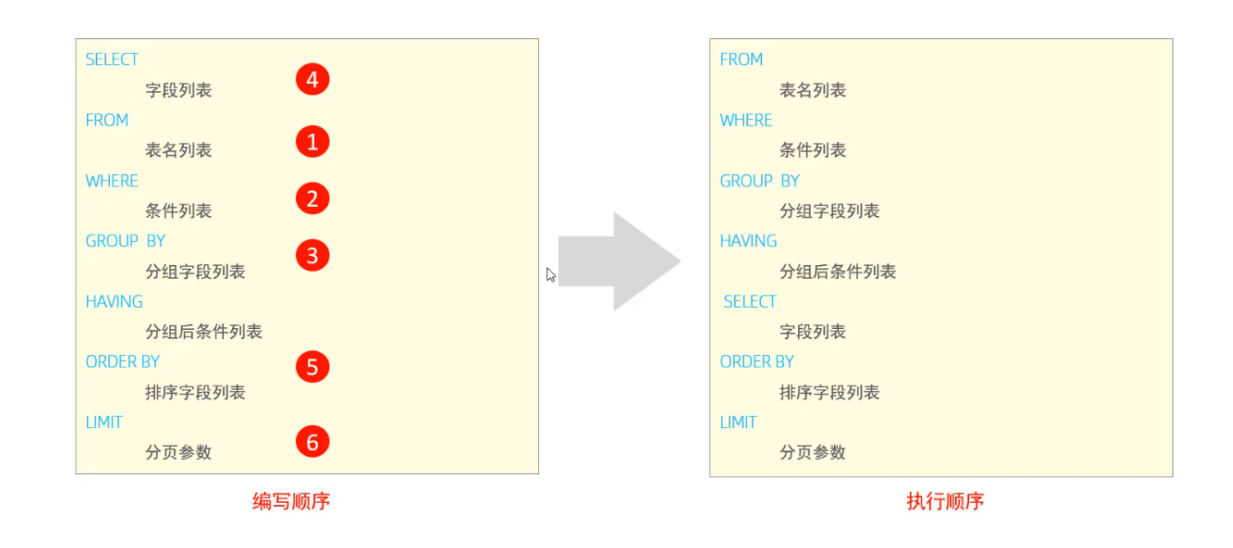 SELECT
字段列表
4
FROM
表名列表
1
WHERE
条件列表
2
GROUP BY
分组字段列表
3
HAVING
分组后条件列表
ORDER BY
排序字段列表
5
LIMIT
分页参数
6
编写顺序
FROM
表名列表
WHERE
条件列表
GROUP BY
分组字段列表
HAVING
分组后条件列表
SELECT
字段列表
ORDER BY
排序字段列表
LIMIT
分页参数
执行顺序